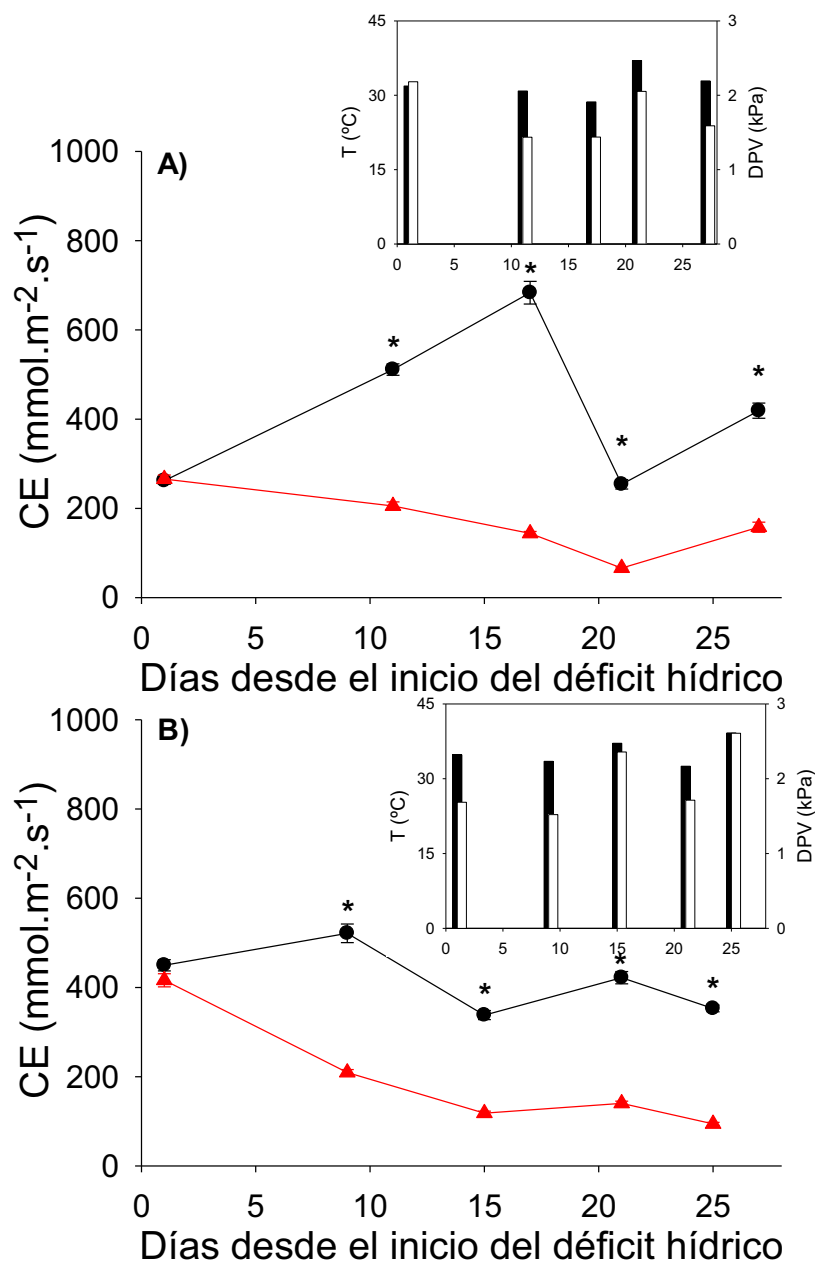 A)
CE (mmol.m-2.s-1)
1000
800
600
400
200
0
0 5 10 15 20 25
Días desde el inicio del déficit hídrico
T (ºC)
45
30
15
0
DPV (kPa)
3
2
1
0
0 5 10 15 20 25
*
*
*
*
B)
CE (mmol.m-2.s-1)
1000
800
600
400
200
0
0 5 10 15 20 25
Días desde el inicio del déficit hídrico
T (ºC)
45
30
15
0
DPV (kPa)
3
2
1
0
0 5 10 15 20 25
*
*
*
*